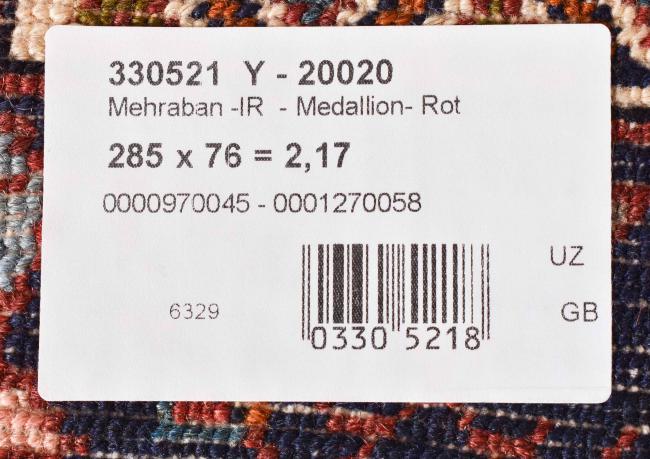 330521 Y - 20020
Mehraban -IR - Medallion- Rot
285 x 76 = 2,17
0000970045 - 0001270058
UZ
6329
GB
0330 5218